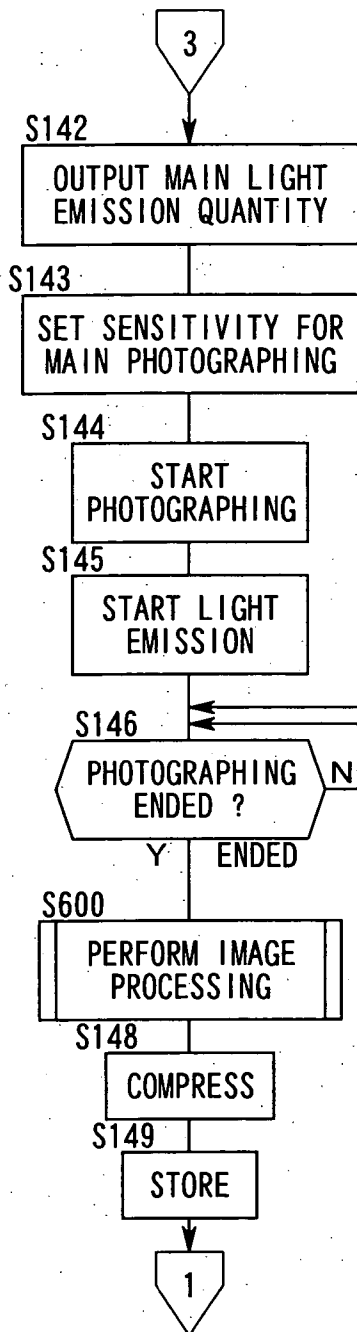 3
S142
OUTPUT MAIN LIGHT
EMISSION QUANTITY
S143
SET SENSITIVITY FOR
MAIN PHOTOGRAPHING
S144
START
PHOTOGRAPHING
S145
START LIGHT
EMISSION
S146
PHOTOGRAPHING
ENDED ?
N
Y ENDED
S600
PERFORM IMAGE
PROCESSING
S148
COMPRESS
S149
STORE
1